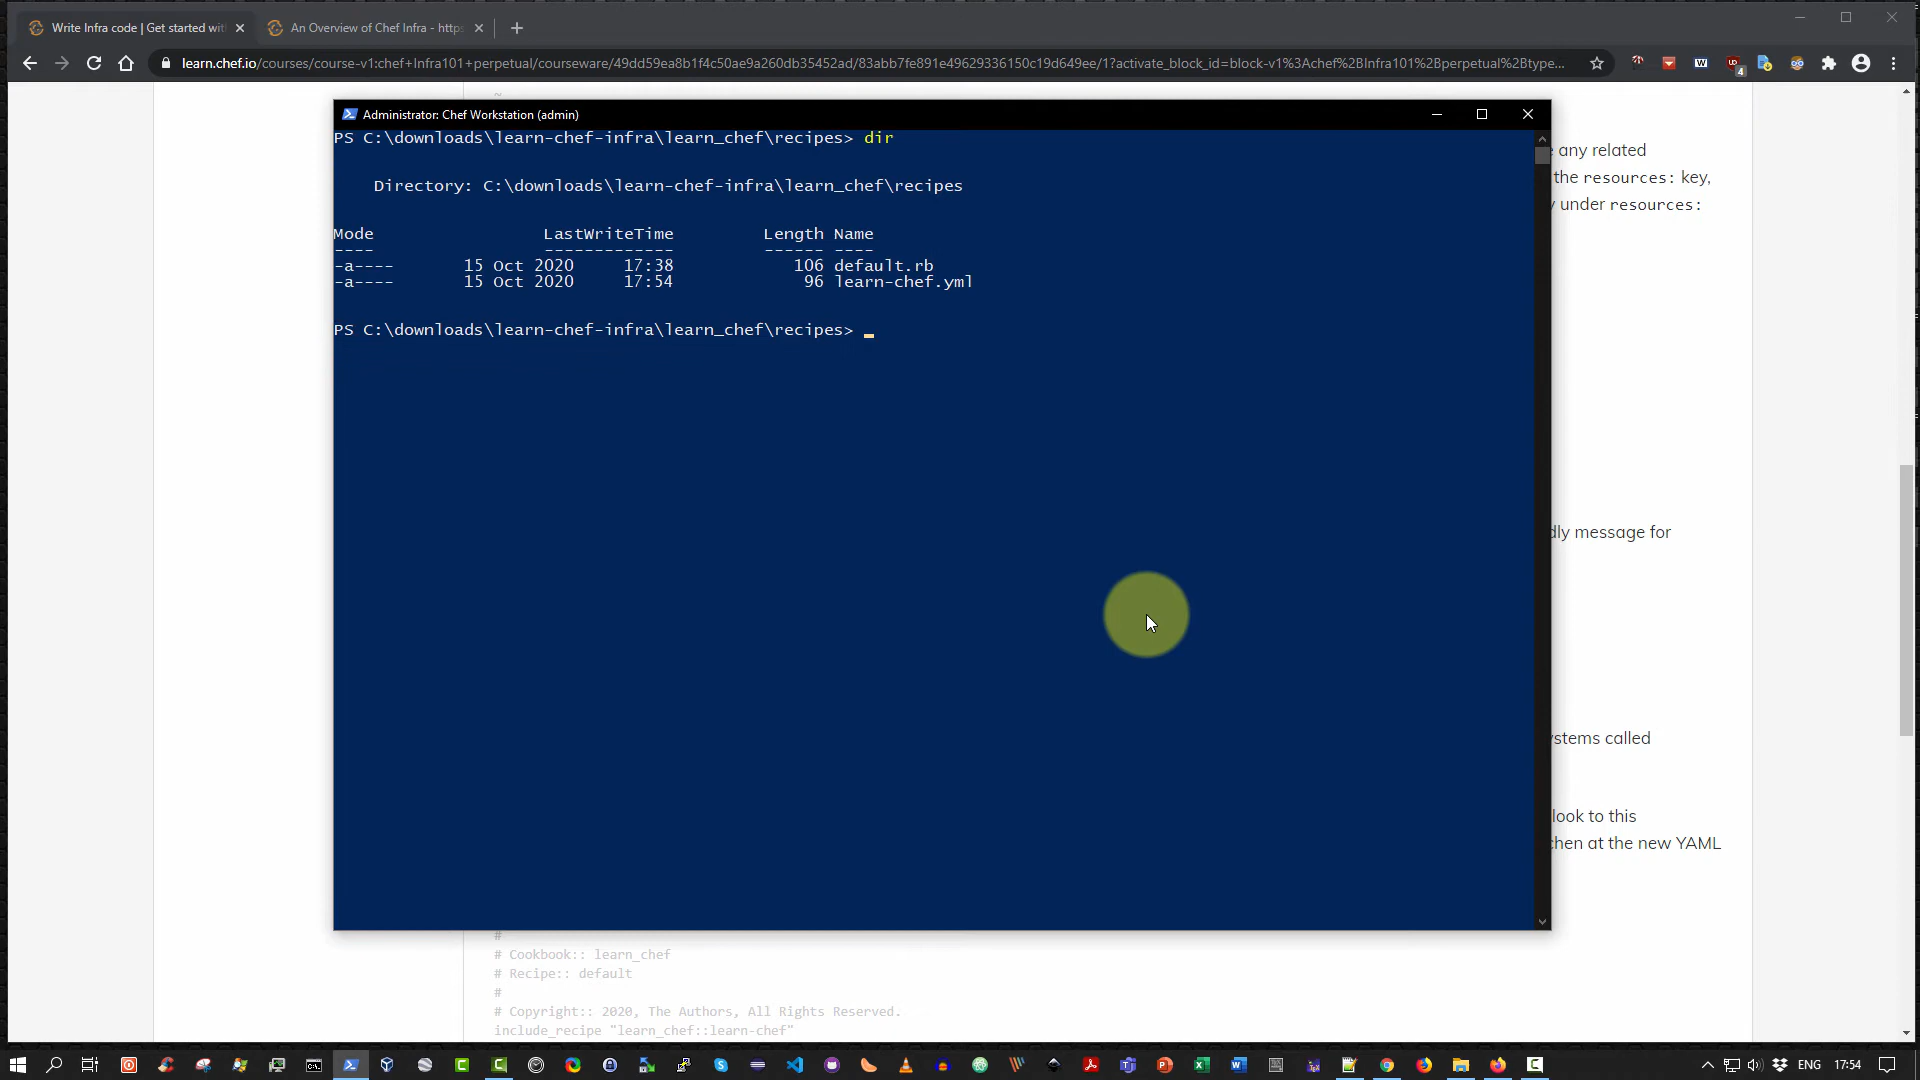 Write Infra code | Get started wit
An Overview of Chef Infra - https
learn.chef.io/courses/course-v1:chef+Infra101+perpetual/courseware/49dd59ea8b1f4c50ae9a260db35452ad/83abb7fe891e49629336150c19d649ee/1?activate_block_id=block-v1%3Achef%2BInfra101%2Bperpetual%2Btype...
4
~
Administrator: Chef Workstation (admin)
PS C:\downloads\learn-chef-infra\learn_chef\recipes> dir
Directory: C:\downloads\learn-chef-infra\learn_chef\recipes
Mode LastWriteTime Length Name
---- ------------- ------ ----
-a---- 15 Oct 2020 17:38 106 default.rb
-a---- 15 Oct 2020 17:54 96 learn-chef.yml
PS C:\downloads\learn-chef-infra\learn_chef\recipes> _
any related
the resources: key,
under resources:
dly message for
stems called
look to this
chen at the new YAML
#
# Cookbook:: learn_chef
# Recipe:: default
#
# Copyright:: 2020, The Authors, All Rights Reserved.
include_recipe "learn_chef::learn-chef"
ENG
17:54